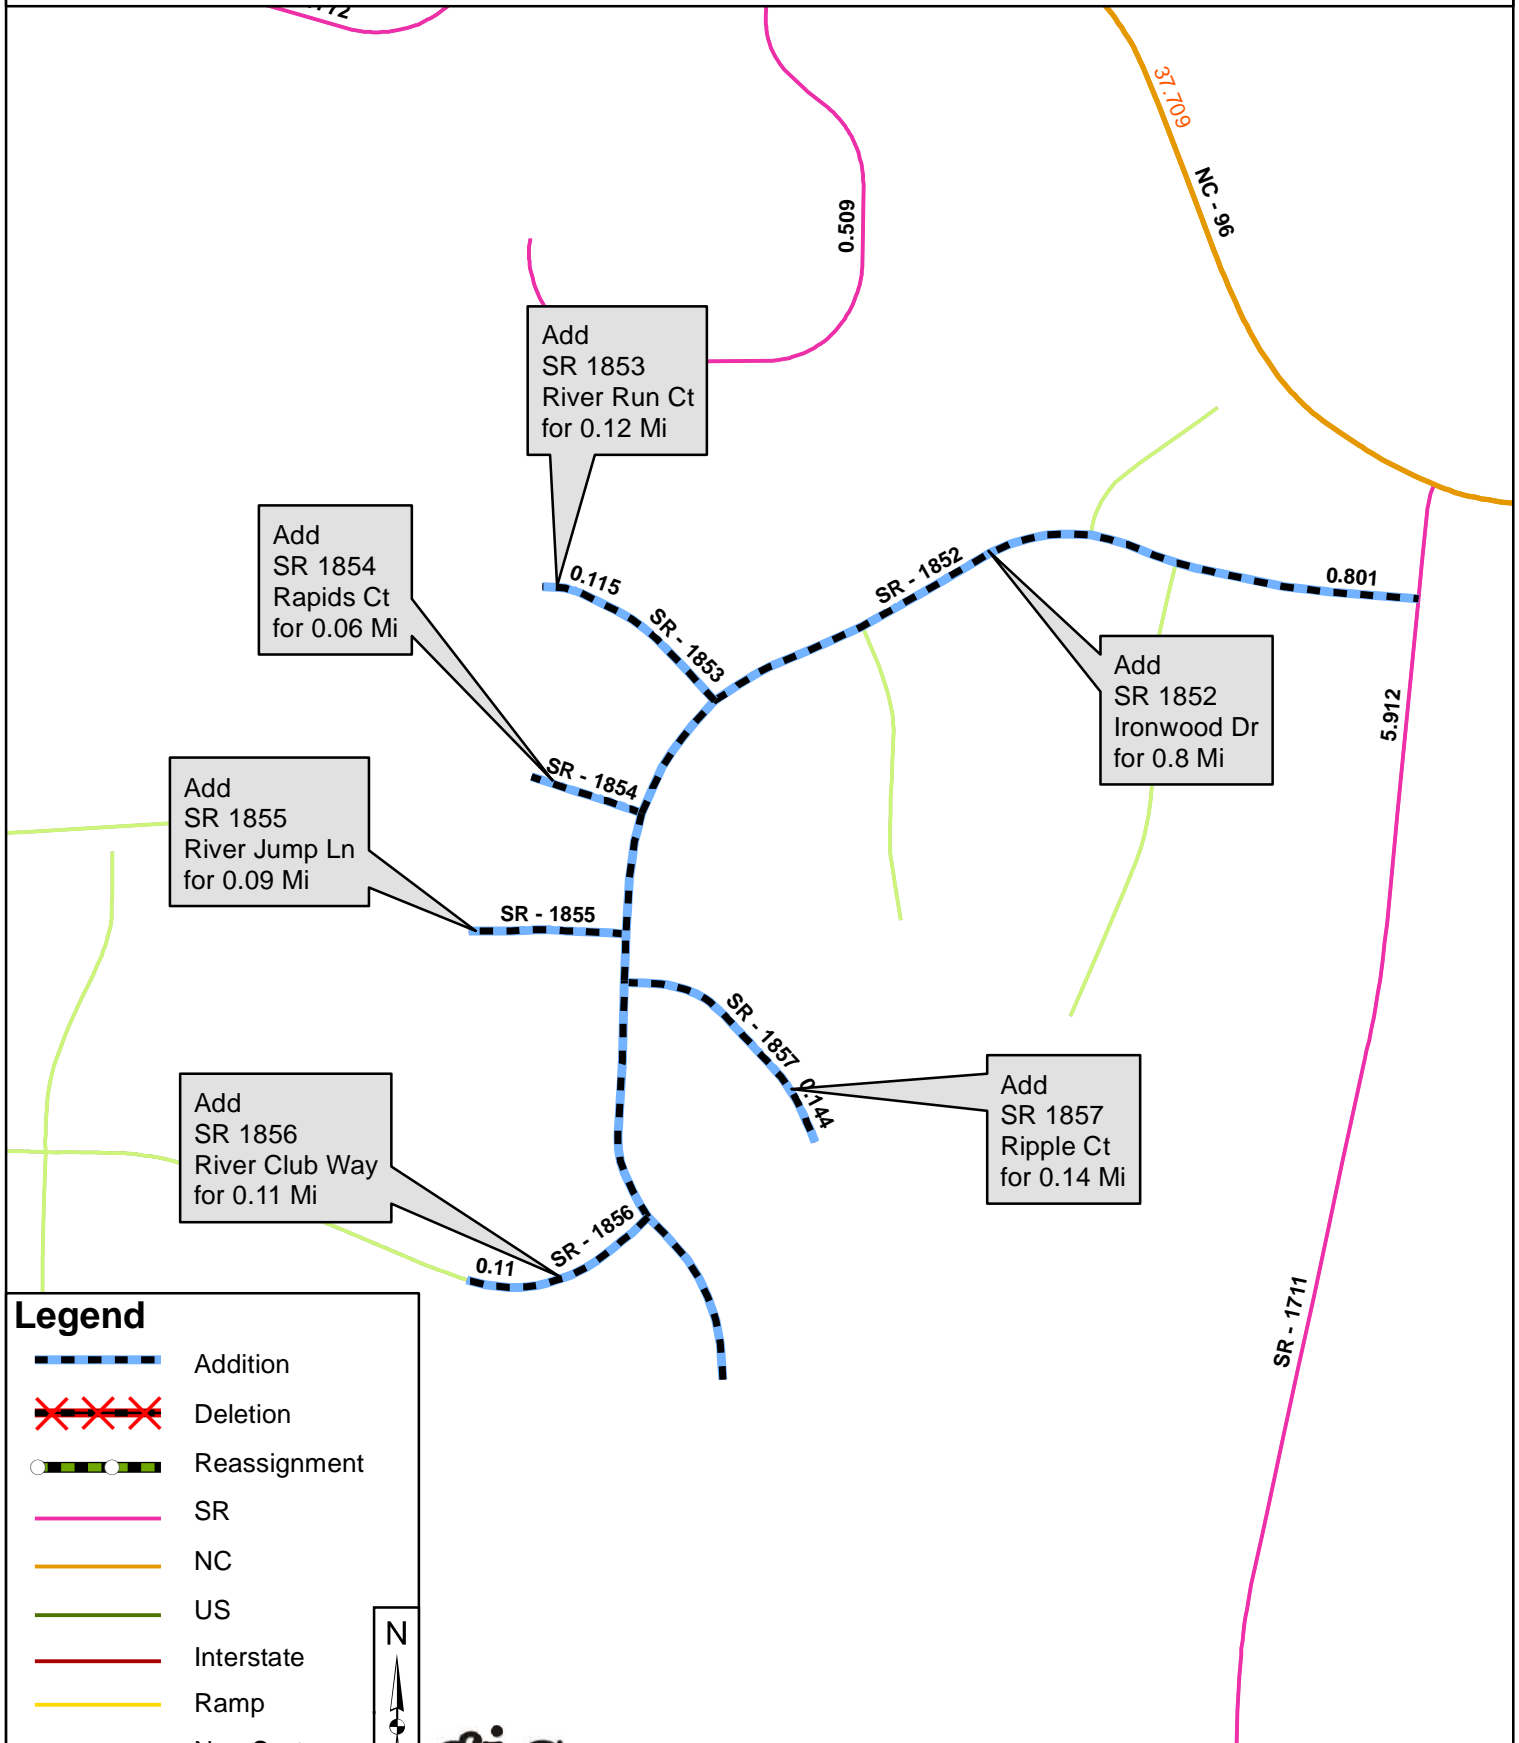 37.709
NC - 96
0.509
Add
SR 1853
River Run Ct
for 0.12 Mi
Add
SR 1854
Rapids Ct
for 0.06 Mi
0.115
SR - 1853
SR - 1852
0.801
Add
SR 1852
Ironwood Dr
for 0.8 Mi
5.912
SR - 1854
Add
SR 1855
River Jump Ln
for 0.09 Mi
SR - 1855
SR - 1857
0.144
Add
SR 1857
Ripple Ct
for 0.14 Mi
Add
SR 1856
River Club Way
for 0.11 Mi
SR - 1856
0.11
SR - 1711
Legend
Addition
Deletion
Reassignment
SR
NC
US
Interstate
Ramp
N